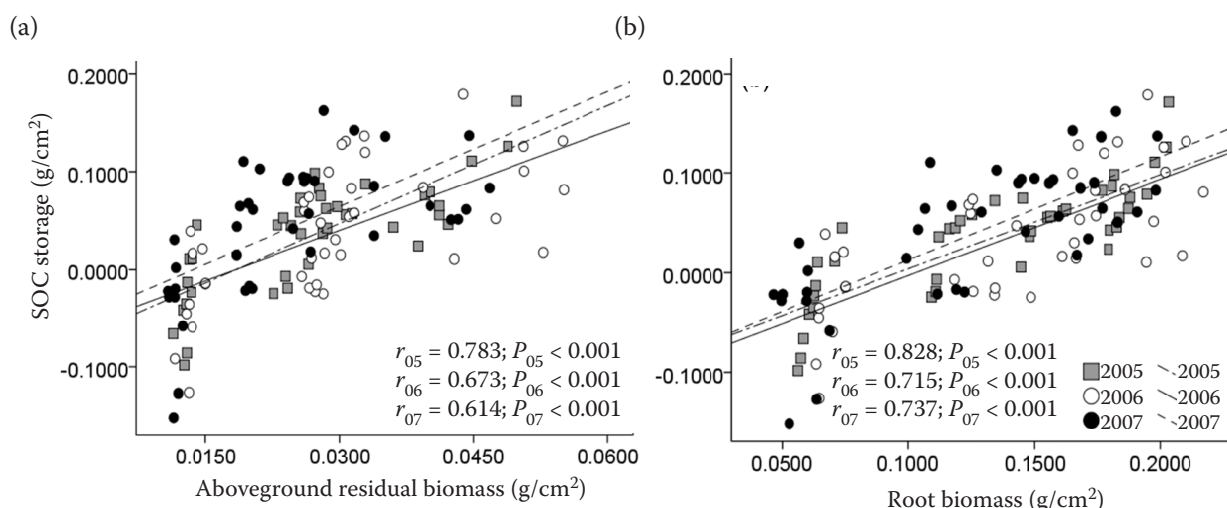 (a)
(b)
0.2000
0.1000
0.0000
-0.1000
SOC storage (g/cm²)
r05 = 0.783; P05 < 0.001
r06 = 0.673; P06 < 0.001
r07 = 0.614; P07 < 0.001
0.0150 0.0300 0.0450 0.0600
Aboveground residual biomass (g/cm²)
0.2000
0.1000
0.0000
-0.1000
r05 = 0.828; P05 < 0.001
r06 = 0.715; P06 < 0.001
r07 = 0.737; P07 < 0.001
2005 2005
2006 2006
2007 2007
0.0500 0.1000 0.1500 0.2000
Root biomass (g/cm²)